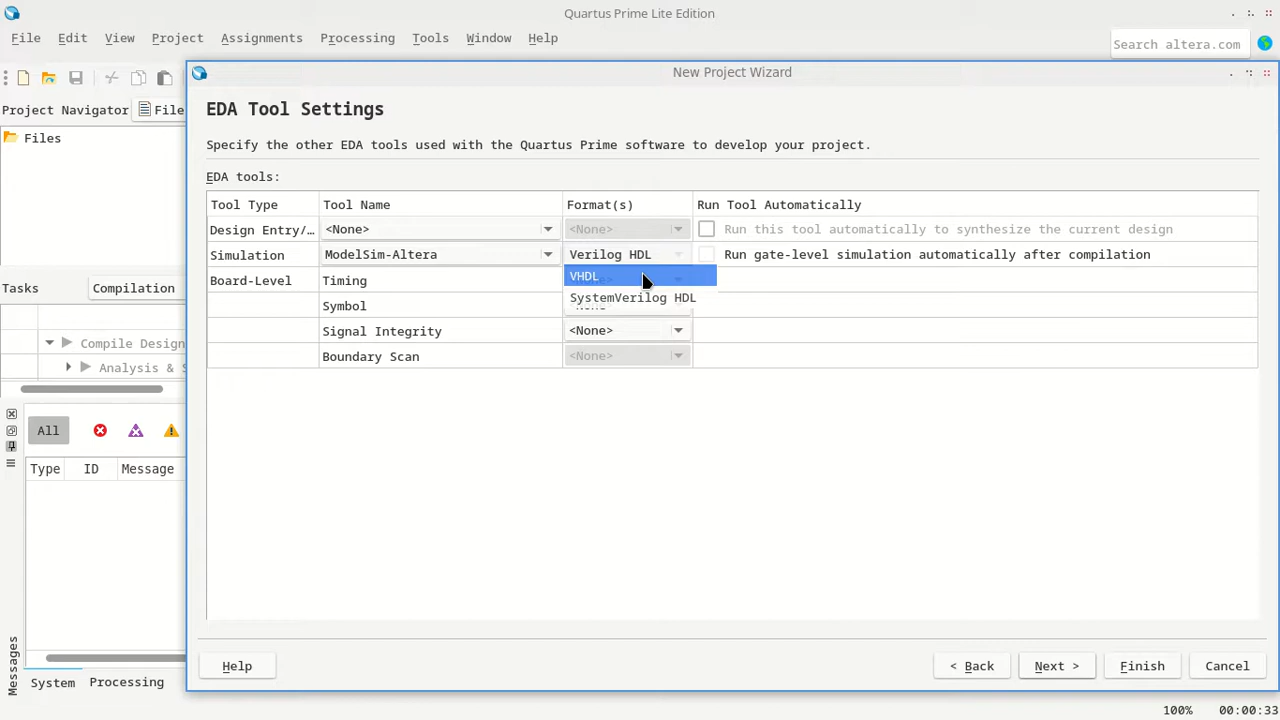 Quartus Prime Lite Edition
File Edit View Project Assignments Processing Tools Window Help
Search altera.com
New Project Wizard
Project Navigator File
Files
EDA Tool Settings
Specify the other EDA tools used with the Quartus Prime software to develop your project.
EDA tools:
Tool Type Tool Name Format(s) Run Tool Automatically
Design Entry/… <None> <None> Run this tool automatically to synthesize the current design
Simulation ModelSim-Altera Verilog HDL Run gate-level simulation automatically after compilation
VHDL
SystemVerilog HDL
Board-Level Timing
Symbol
Signal Integrity <None>
Boundary Scan <None>
Tasks Compilation
Compile Design
Analysis & S
All
Type ID Message
Messages
System Processing
Help < Back Next > Finish Cancel
100% 00:00:33